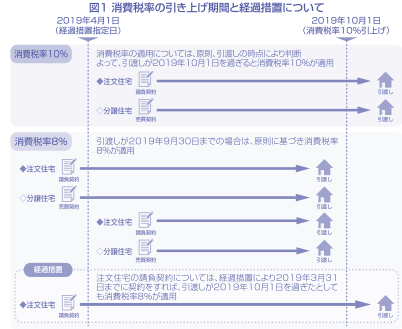 図1 消費税率の引き上げ期間と経過措置について
2019年4月1日
(経過措置指定日)
2019年10月1日
(消費税率10%引上げ)
消費税率10%
消費税率の適用については、原則、引渡しの時点により判断
よって、引渡しが2019年10月1日を過ぎると消費税率10%が適用
◆注文住宅
請負契約
引渡し
◇分譲住宅
売買契約
引渡し
消費税率8%
引渡しが2019年9月30日までの場合は、原則に基づき消費税率
8%が適用
◆注文住宅
請負契約
引渡し
◇分譲住宅
売買契約
引渡し
◆注文住宅
請負契約
引渡し
◇分譲住宅
売買契約
引渡し
経過措置
注文住宅の請負契約については、経過措置により2019年3月31
日までに契約をすれば、引渡しが2019年10月1日を過ぎたとして
も消費税率8%が適用
◆注文住宅
請負契約
引渡し